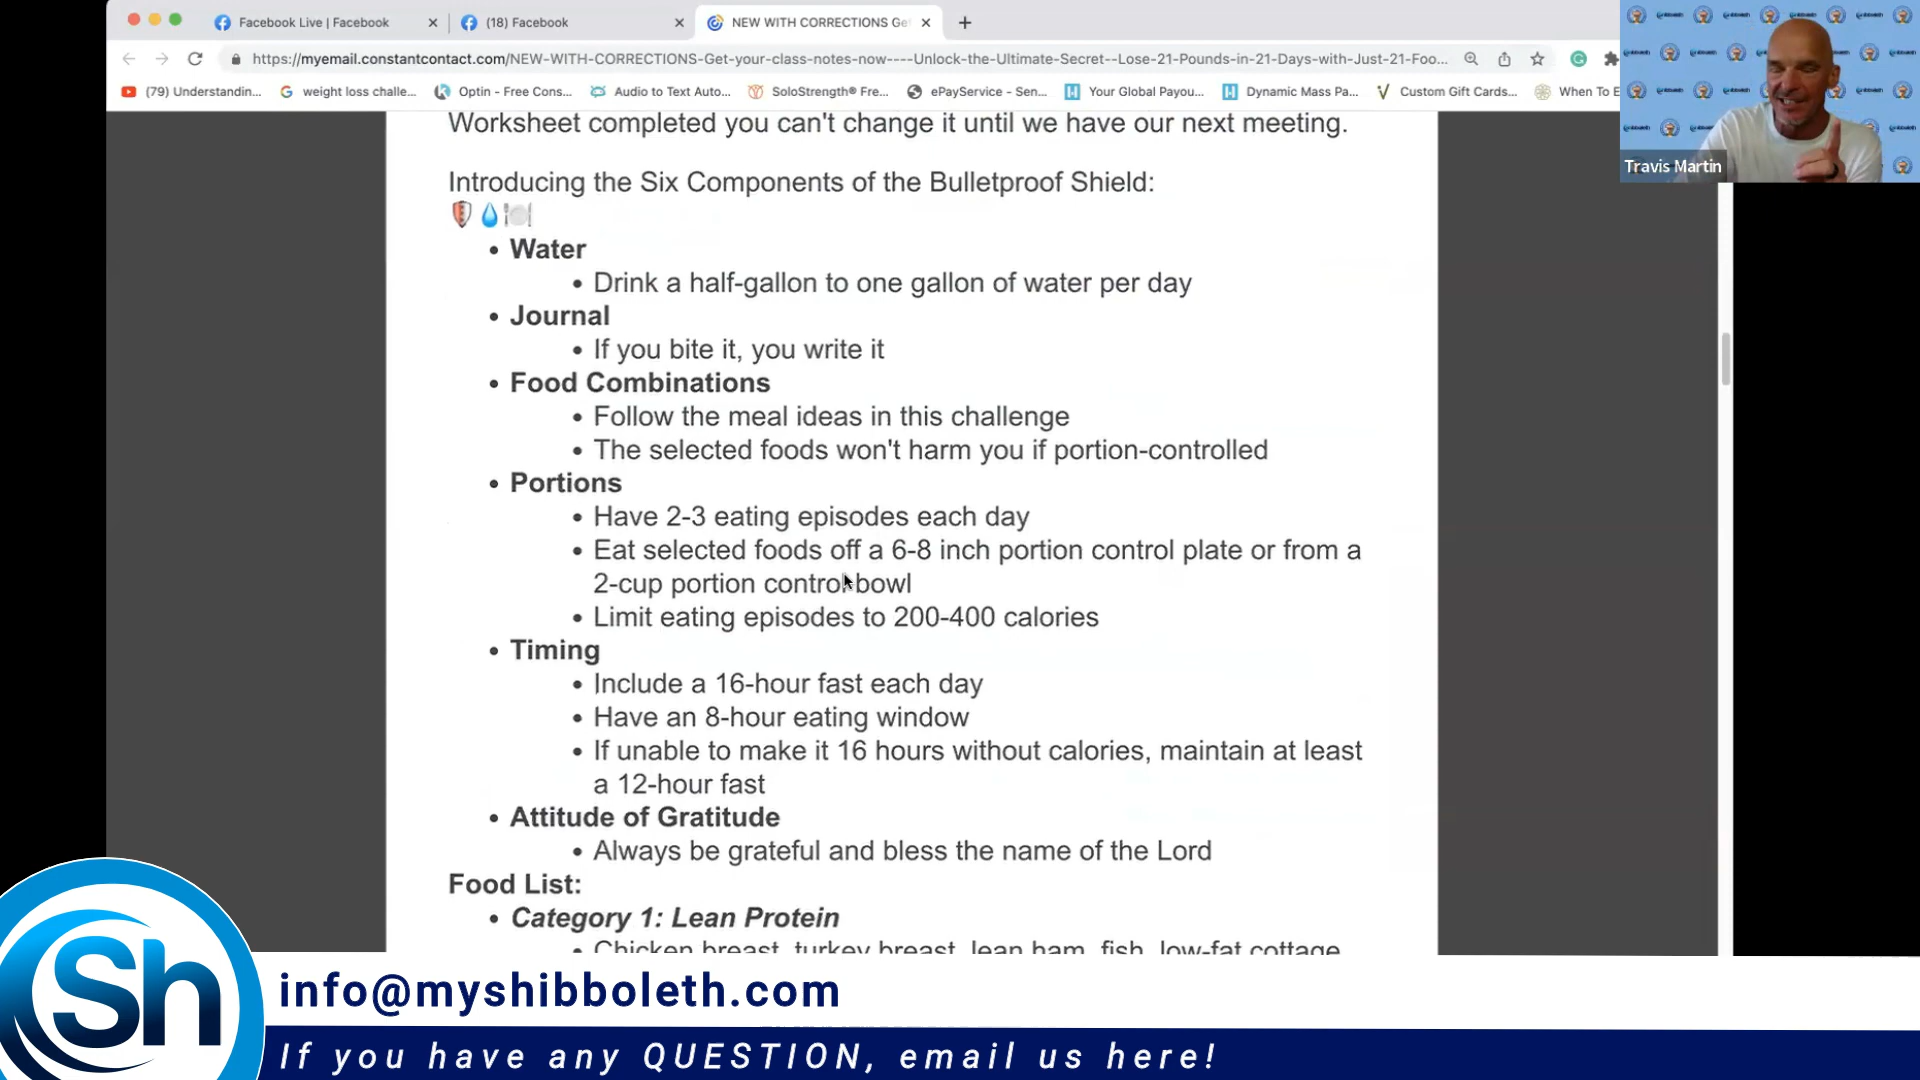 Facebook Live | Facebook
(18) Facebook
NEW WITH CORRECTIONS Ge
https://myemail.constantcontact.com/NEW-WITH-CORRECTIONS-Get-your-class-notes-now----Unlock-the-Ultimate-Secret--Lose-21-Pounds-in-21-Days-with-Just-21-Foo...
(79) Understandin...
weight loss challe...
Optin - Free Cons...
Audio to Text Auto...
SoloStrength® Fre...
ePayService - Sen...
Your Global Payou...
Dynamic Mass Pa...
Custom Gift Cards...
When To E
Travis Martin
Worksheet completed you can't change it until we have our next meeting.
Introducing the Six Components of the Bulletproof Shield:
• Water
• Drink a half-gallon to one gallon of water per day
• Journal
• If you bite it, you write it
• Food Combinations
• Follow the meal ideas in this challenge
• The selected foods won't harm you if portion-controlled
• Portions
• Have 2-3 eating episodes each day
• Eat selected foods off a 6-8 inch portion control plate or from a
2-cup portion control bowl
• Limit eating episodes to 200-400 calories
• Timing
• Include a 16-hour fast each day
• Have an 8-hour eating window
• If unable to make it 16 hours without calories, maintain at least
a 12-hour fast
• Attitude of Gratitude
• Always be grateful and bless the name of the Lord
Food List:
• Category 1: Lean Protein
• Chicken breast, turkey breast, lean ham, fish, low-fat cottage
Sh
info@myshibboleth.com
If you have any QUESTION, email us here!